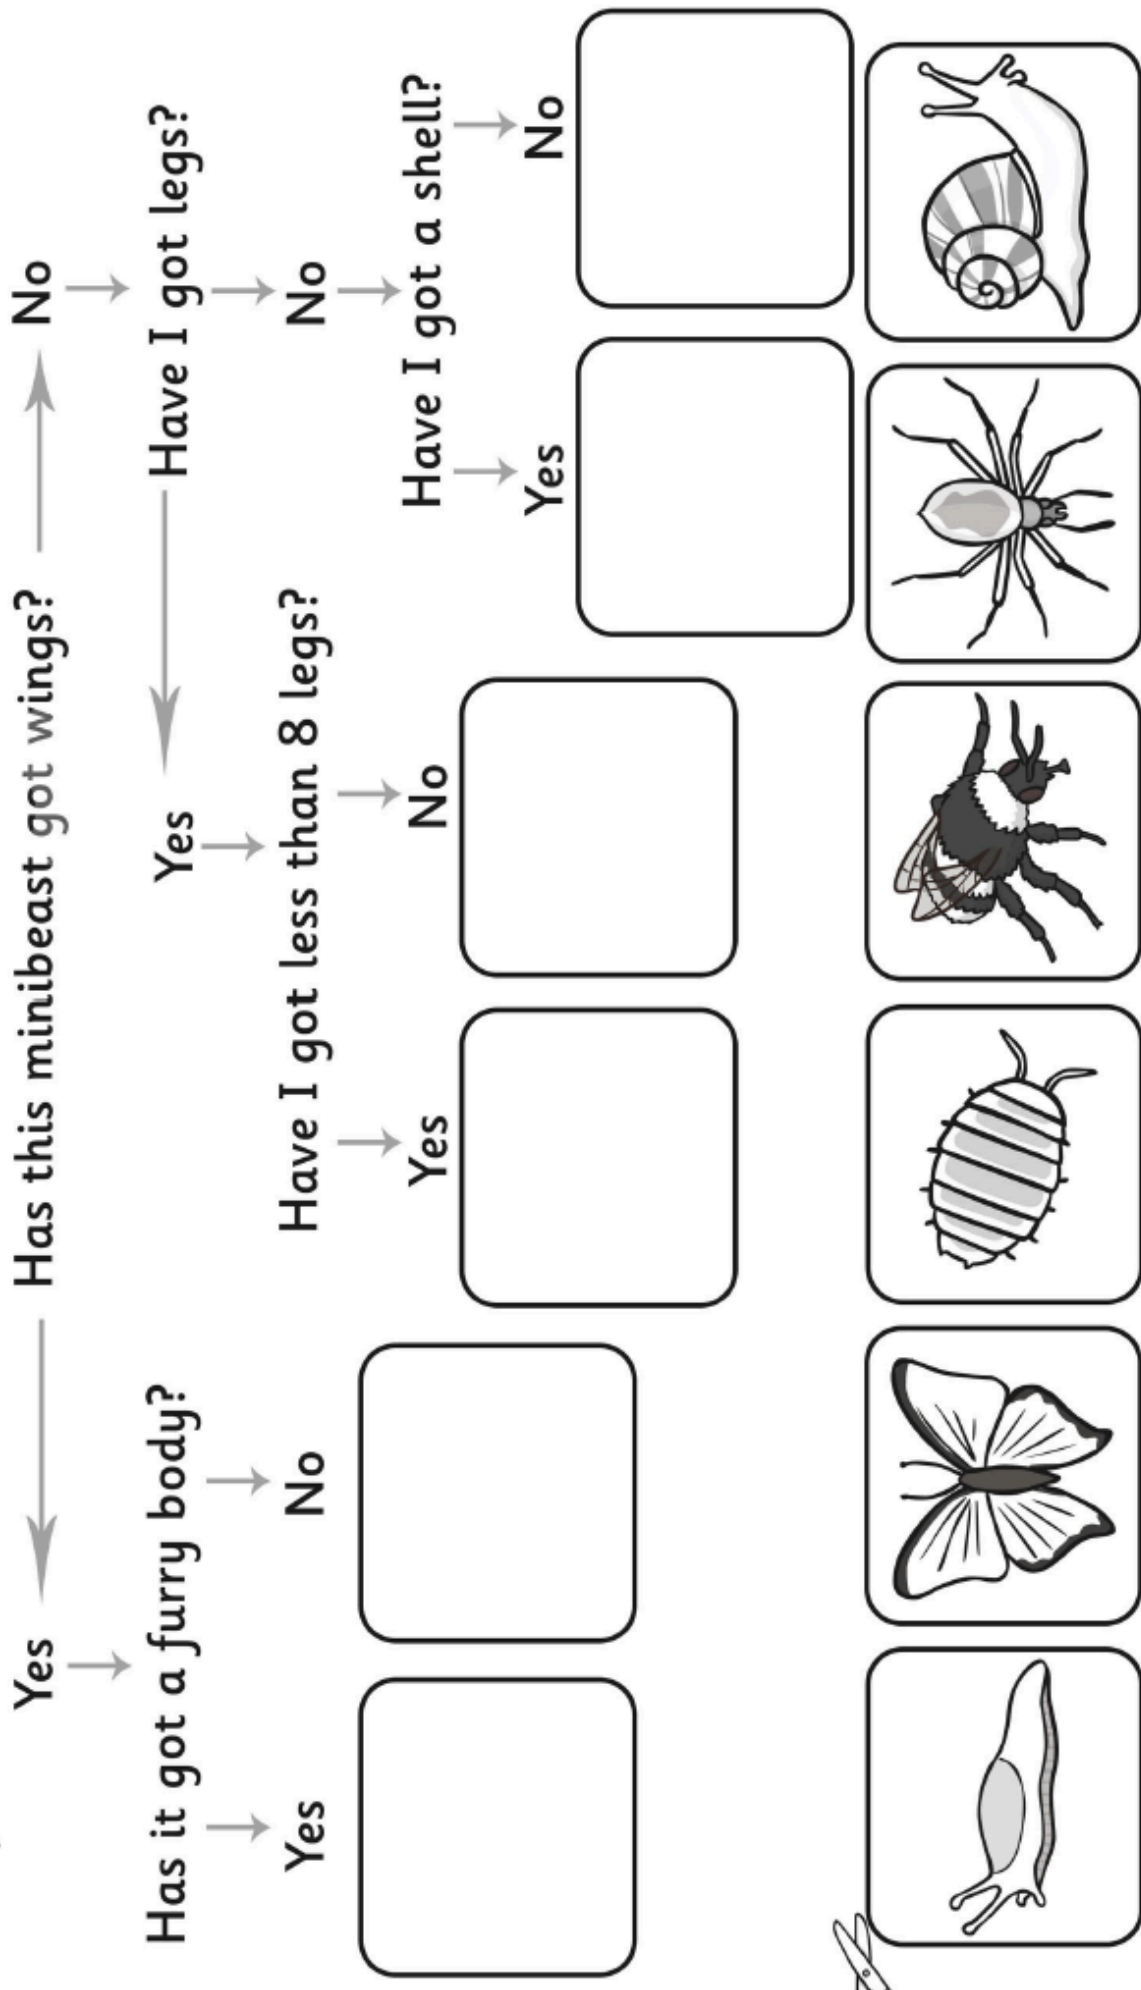 Has this minibeast got wings?
Yes
No
Has it got a furry body?
Have I got legs?
Yes
No
Yes
No
Have I got less than 8 legs?
Have I got a shell?
Yes
No
Yes
No